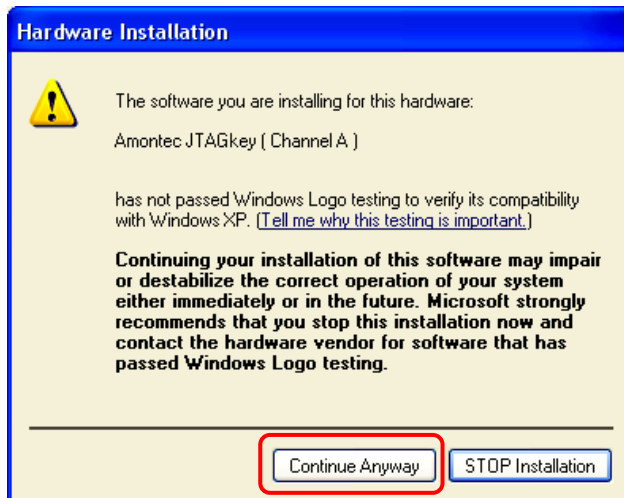 Hardware Installation
The software you are installing for this hardware:
Amontec JTAGkey ( Channel A )
has not passed Windows Logo testing to verify its compatibility
with Windows XP. (Tell me why this testing is important.)
Continuing your installation of this software may impair
or destabilize the correct operation of your system
either immediately or in the future. Microsoft strongly
recommends that you stop this installation now and
contact the hardware vendor for software that has
passed Windows Logo testing.
Continue Anyway STOP Installation